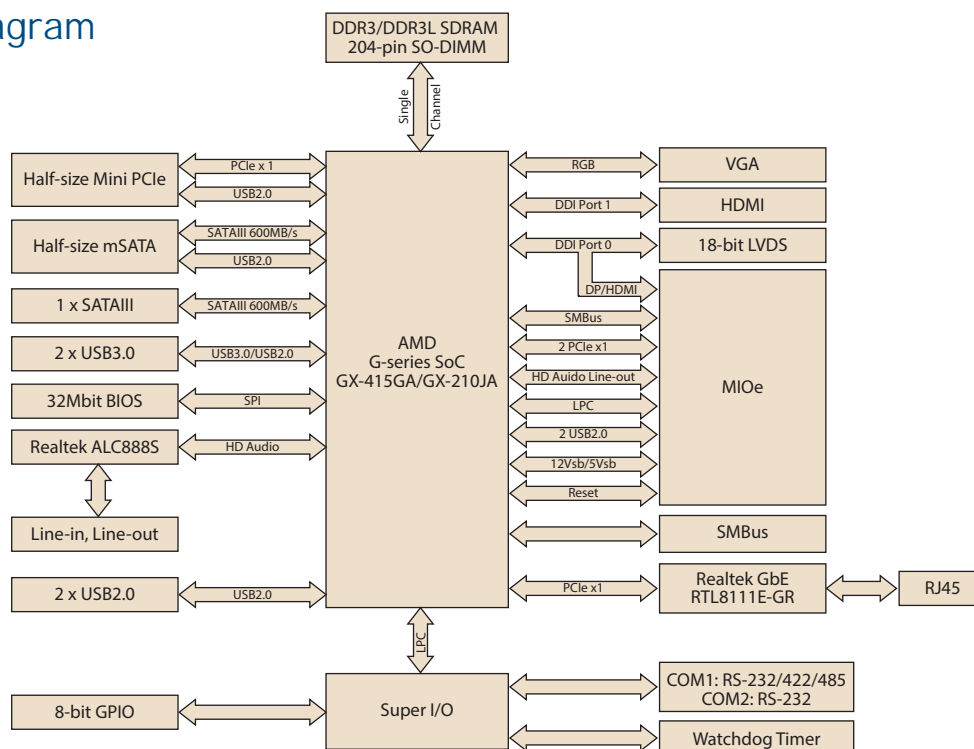 agram
DDR3/DDR3L SDRAM
204-pin SO-DIMM
Single
Channel
Half-size Mini PCIe
PCIe x 1
USB2.0
Half-size mSATA
SATAIII 600MB/s
USB2.0
1 x SATAIII
SATAIII 600MB/s
2 x USB3.0
USB3.0/USB2.0
32Mbit BIOS
SPI
Realtek ALC888S
HD Audio
Line-in, Line-out
2 x USB2.0
USB2.0
AMD
G-series SoC
GX-415GA/GX-210JA
RGB
VGA
DDI Port 1
HDMI
DDI Port 0
18-bit LVDS
DP/HDMI
SMBus
2 PCIe x1
HD Auido Line-out
LPC
2 USB2.0
12Vsb/5Vsb
Reset
MIOe
SMBus
PCIe x1
Realtek GbE
RTL8111E-GR
RJ45
LPC
8-bit GPIO
Super I/O
COM1: RS-232/422/485
COM2: RS-232
Watchdog Timer